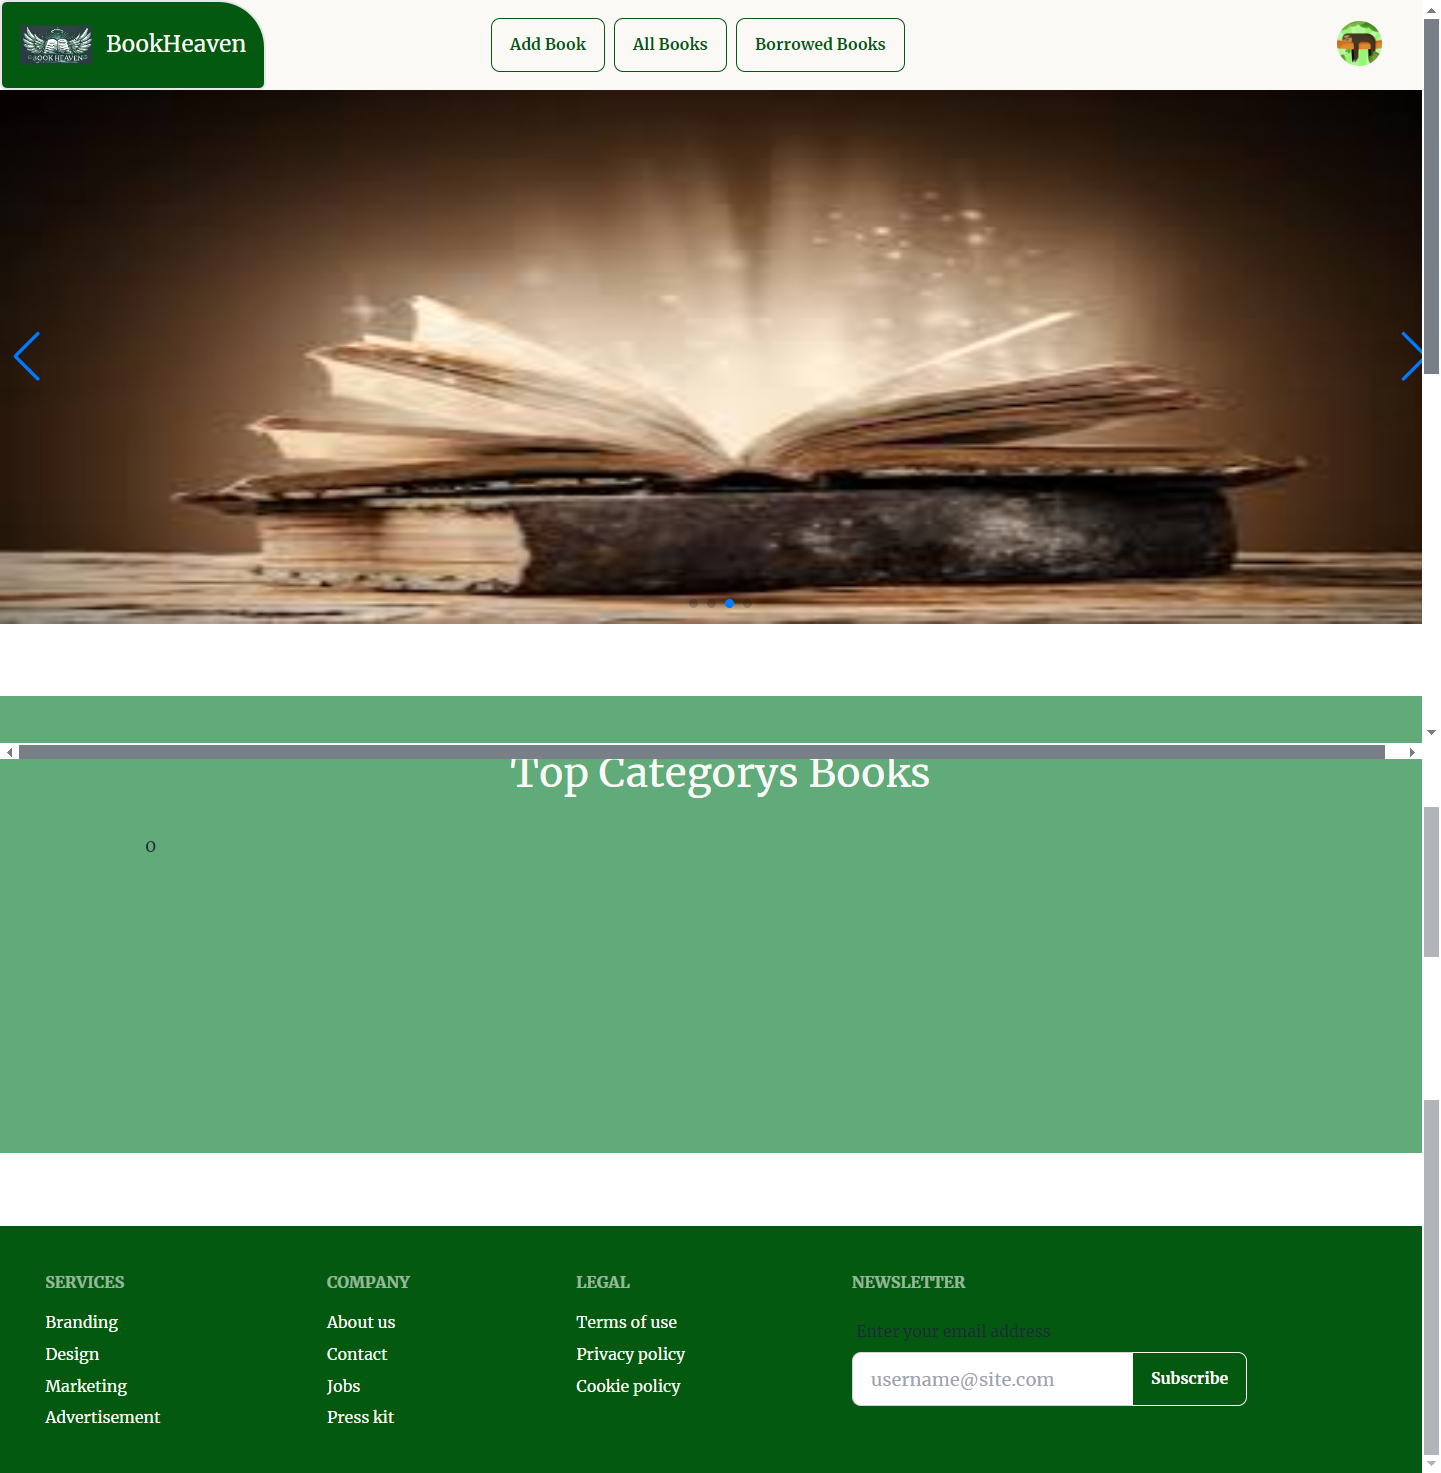 BOOK HEAVEN
BookHeaven
Add Book
All Books
Borrowed Books
Top Categorys Books
0
SERVICES
Branding
Design
Marketing
Advertisement
COMPANY
About us
Contact
Jobs
Press kit
LEGAL
Terms of use
Privacy policy
Cookie policy
NEWSLETTER
Enter your email address
username@site.com
Subscribe